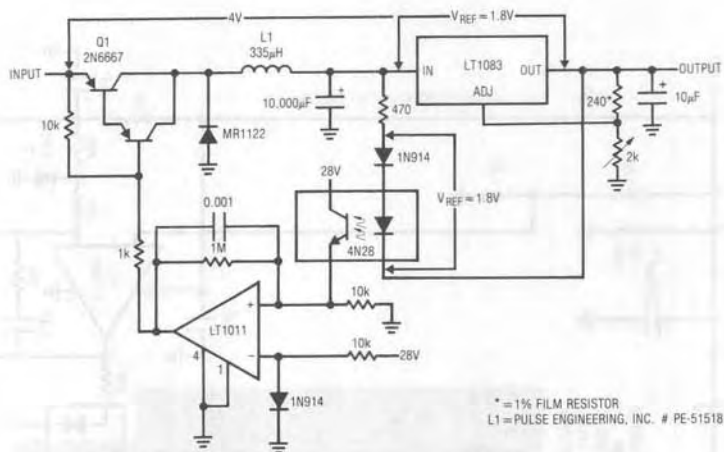 4V
Q1
2N6667
L1
335µH
V REF = 1.8V
INPUT
IN
LT1083
OUT
ADJ
OUTPUT
10k
MR1122
10.000µF
+
470
240*
+
10µF
2k
1N914
28V
V REF = 1.8V
4N28
0.001
1M
1k
10k
+
LT1011
−
10k
28V
4
1
1N914
* = 1% FILM RESISTOR
L1 = PULSE ENGINEERING, INC. # PE-51518